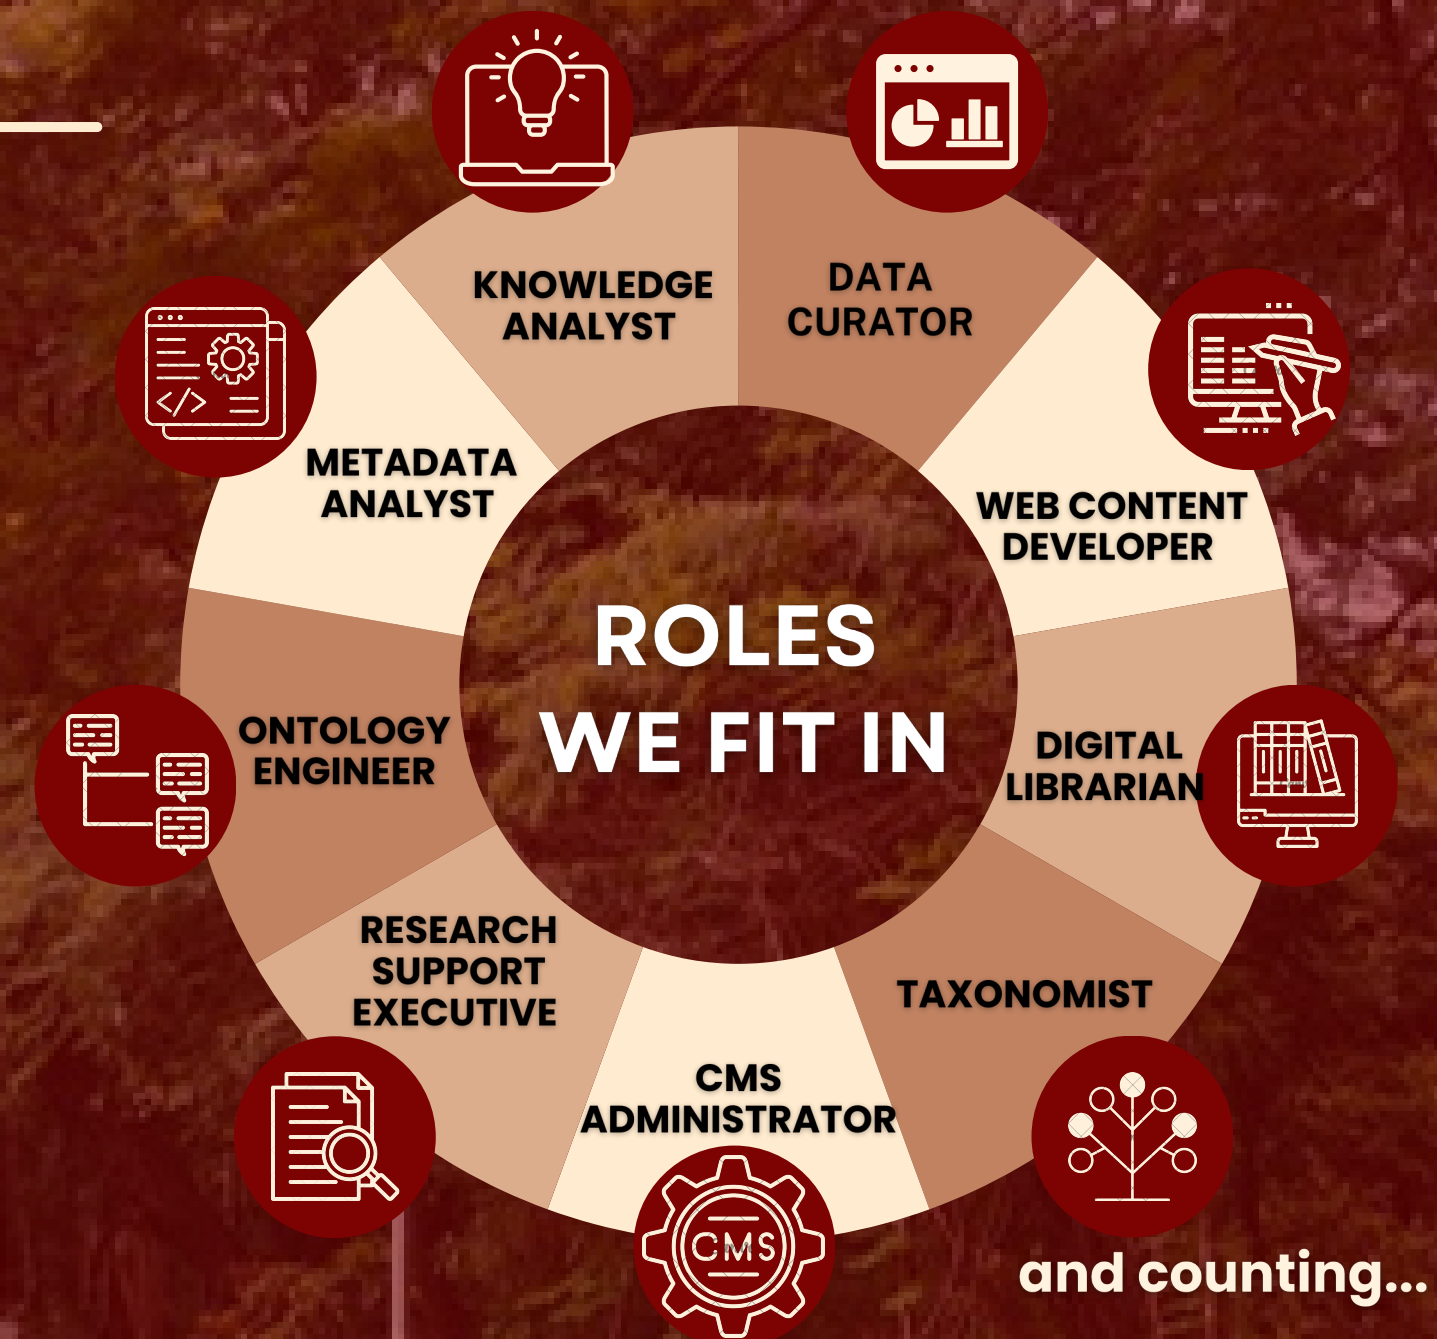 KNOWLEDGE
ANALYST
DATA
CURATOR
WEB CONTENT
DEVELOPER
METADATA
ANALYST
ROLES
WE FIT IN
ONTOLOGY
ENGINEER
DIGITAL
LIBRARIAN
RESEARCH
SUPPORT
EXECUTIVE
TAXONOMIST
CMS
ADMINISTRATOR
CMS
and counting...